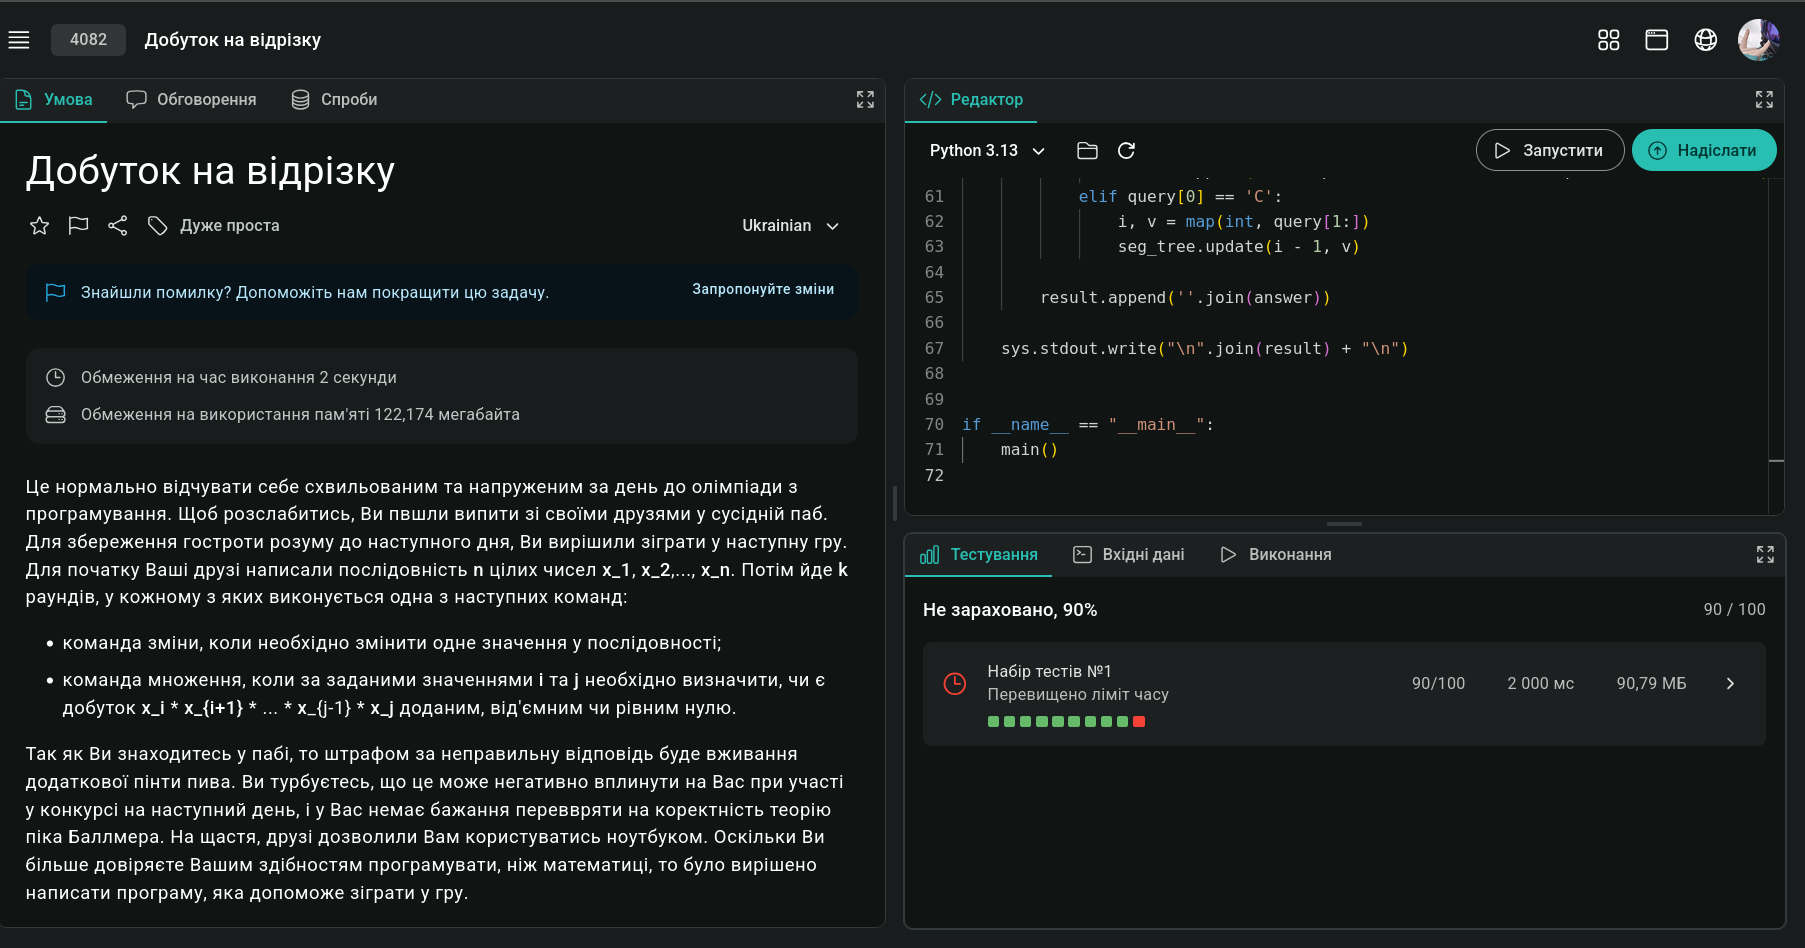 4082
Добуток на відрізку
Умова
Обговорення
Спроби
Добуток на відрізку
Дуже проста
Ukrainian
Знайшли помилку? Допоможіть нам покращити цю задачу.
Запропонуйте зміни
Обмеження на час виконання 2 секунди
Обмеження на використання пам'яті 122,174 мегабайта
Це нормально відчувати себе схвильованим та напруженим за день до олімпіади з
програмування. Щоб розслабитись, Ви пвшли випити зі своїми друзями у сусідній паб.
Для збереження гостроти розуму до наступного дня, Ви вирішили зіграти у наступну гру.
Для початку Ваші друзі написали послідовність n цілих чисел x_1, x_2,..., x_n. Потім йде k
раундів, у кожному з яких виконується одна з наступних команд:
• команда зміни, коли необхідно змінити одне значення у послідовності;
• команда множення, коли за заданими значеннями i та j необхідно визначити, чи є
добуток x_i * x_{i+1} * ... * x_{j-1} * x_j доданим, від'ємним чи рівним нулю.
Так як Ви знаходитесь у пабі, то штрафом за неправильну відповідь буде вживання
додаткової пінти пива. Ви турбуєтесь, що це може негативно вплинути на Вас при участі
у конкурсі на наступний день, і у Вас немає бажання переввряти на коректність теорію
піка Баллмера. На щастя, друзі дозволили Вам користуватись ноутбуком. Оскільки Ви
більше довіряєте Вашим здібностям програмувати, ніж математиці, то було вирішено
написати програму, яка допоможе зіграти у гру.
Редактор
Python 3.13
Запустити
Надіслати
61 elif query[0] == 'C':
62 i, v = map(int, query[1:])
63 seg_tree.update(i - 1, v)
64
65 result.append(''.join(answer))
66
67 sys.stdout.write("\n".join(result) + "\n")
68
69
70 if __name__ == "__main__":
71 main()
72
Тестування
Вхідні дані
Виконання
Не зараховано, 90%
90 / 100
Набір тестів №1
Перевищено ліміт часу
90/100
2 000 мс
90,79 МБ